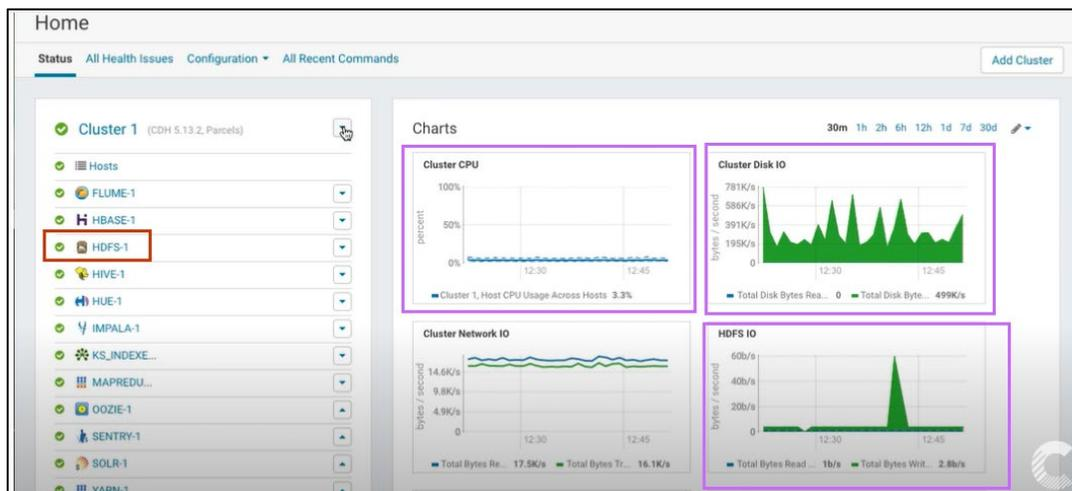 Home
Status All Health Issues Configuration All Recent Commands
Add Cluster
Cluster 1 (CDH 5.13.2, Parcels)
Hosts
FLUME-1
HBASE-1
HDFS-1
HIVE-1
HUE-1
IMPALA-1
KS_INDEXE...
MAPREDU...
OOZIE-1
SENTRY-1
SOLR-1
YARN-1
Charts
30m 1h 2h 6h 12h 1d 7d 30d
Cluster CPU
percent
100%
50%
0%
12:30 12:45
Cluster 1, Host CPU Usage Across Hosts 3.3%
Cluster Disk IO
bytes / second
781K/s
586K/s
391K/s
195K/s
0
12:30 12:45
Total Disk Bytes Rea... 0 Total Disk Byte... 499K/s
Cluster Network IO
bytes / second
14.6K/s
9.8K/s
4.9K/s
0
12:30 12:45
Total Bytes Re... 17.5K/s Total Bytes Tr... 16.1K/s
HDFS IO
bytes / second
60b/s
40b/s
20b/s
0
12:30 12:45
Total Bytes Read ... 1b/s Total Bytes Writ... 2.8b/s